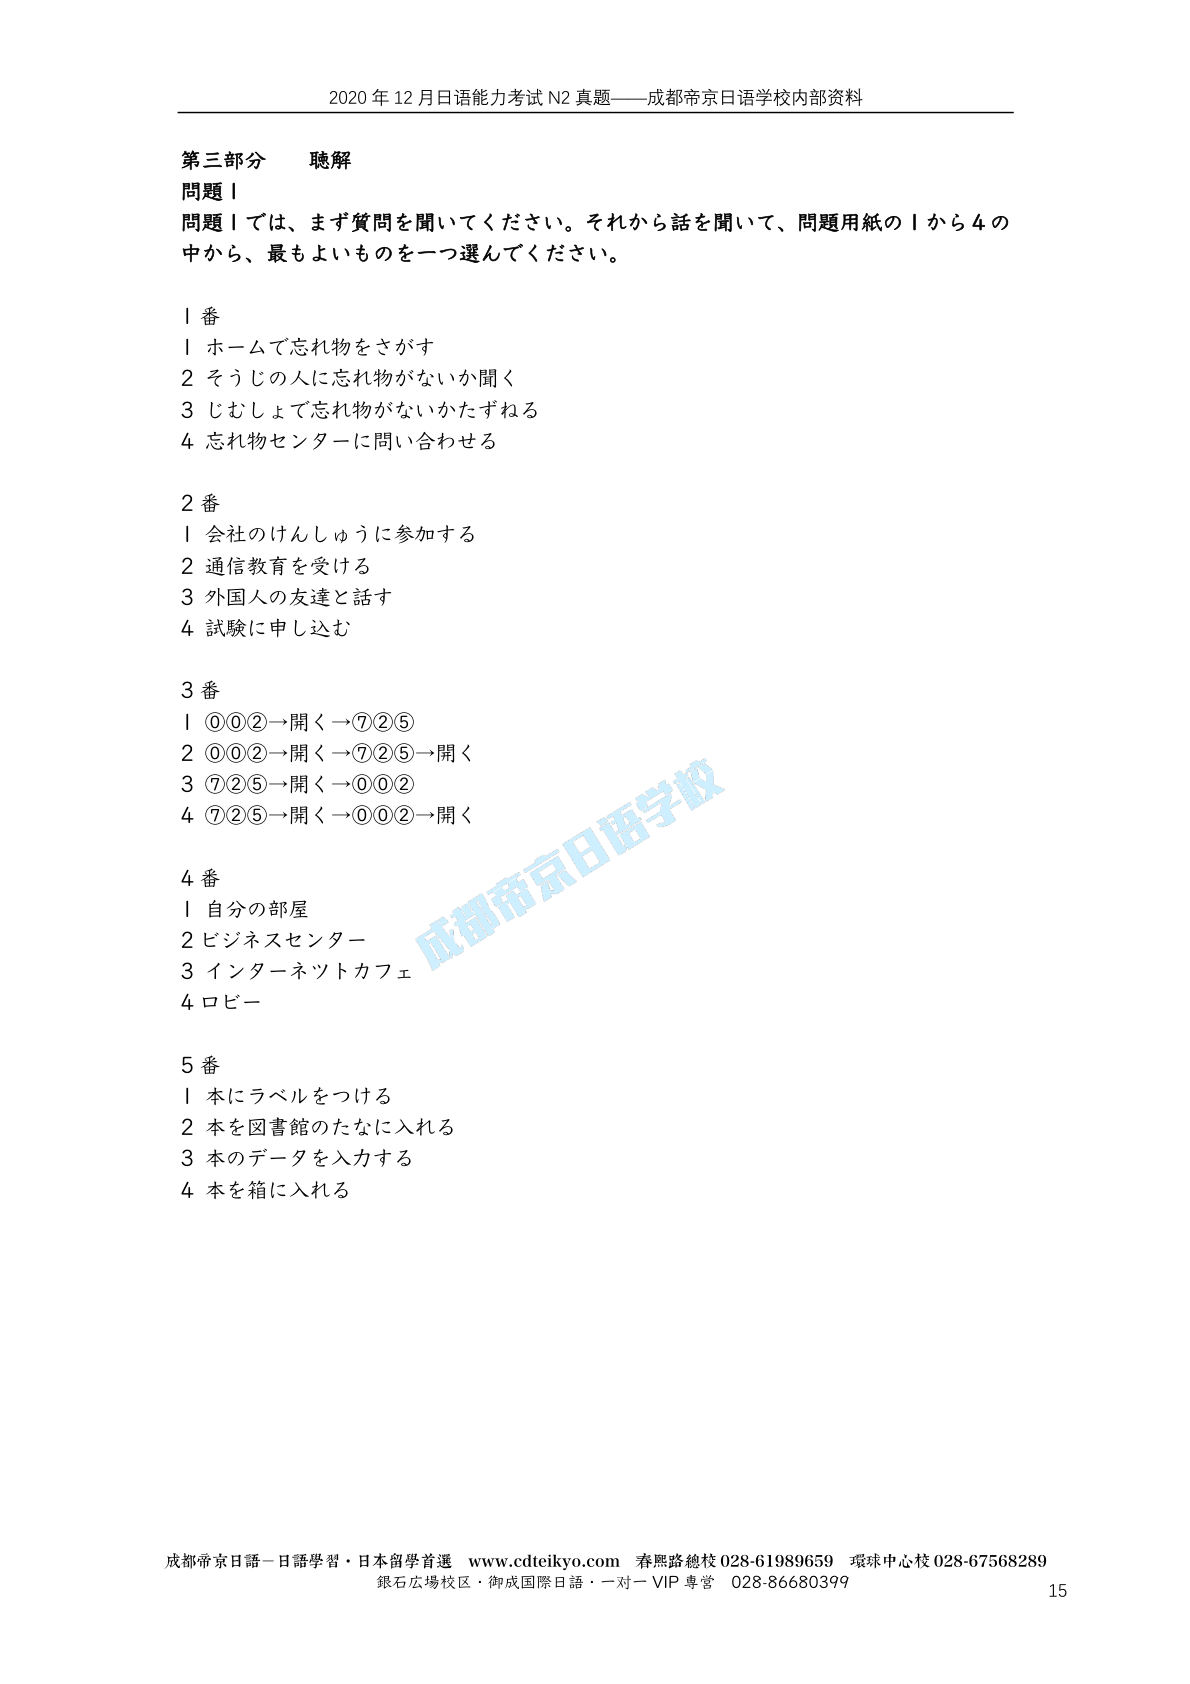 2020 年 12 月日语能力考试 N2 真题——成都帝京日语学校内部资料
第三部分　　聴解
問題 1
問題 1 では、まず質問を聞いてください。それから話を聞いて、問題用紙の 1 から 4 の
中から、最もよいものを一つ選んでください。
1 番
1 ホームで忘れ物をさがす
2 そうじの人に忘れ物がないか聞く
3 じむしょで忘れ物がないかたずねる
4 忘れ物センターに問い合わせる
2 番
1 会社のけんしゅうに参加する
2 通信教育を受ける
3 外国人の友達と話す
4 試験に申し込む
3 番
1 ⓪⓪②→開く→⑦②⑤
2 ⓪⓪②→開く→⑦②⑤→開く
3 ⑦②⑤→開く→⓪⓪②
4 ⑦②⑤→開く→⓪⓪②→開く
成都帝京日语学校
4 番
1 自分の部屋
2 ビジネスセンター
3 インターネツトカフェ
4 ロビー
5 番
1 本にラベルをつける
2 本を図書館のたなに入れる
3 本のデータを入力する
4 本を箱に入れる
成都帝京日語－日語學習・日本留學首選　www.cdteikyo.com　春熙路總校 028-61989659　環球中心校 028-67568289
銀石広場校区・御成国際日語・一对一 VIP 専営　028-86680399
15